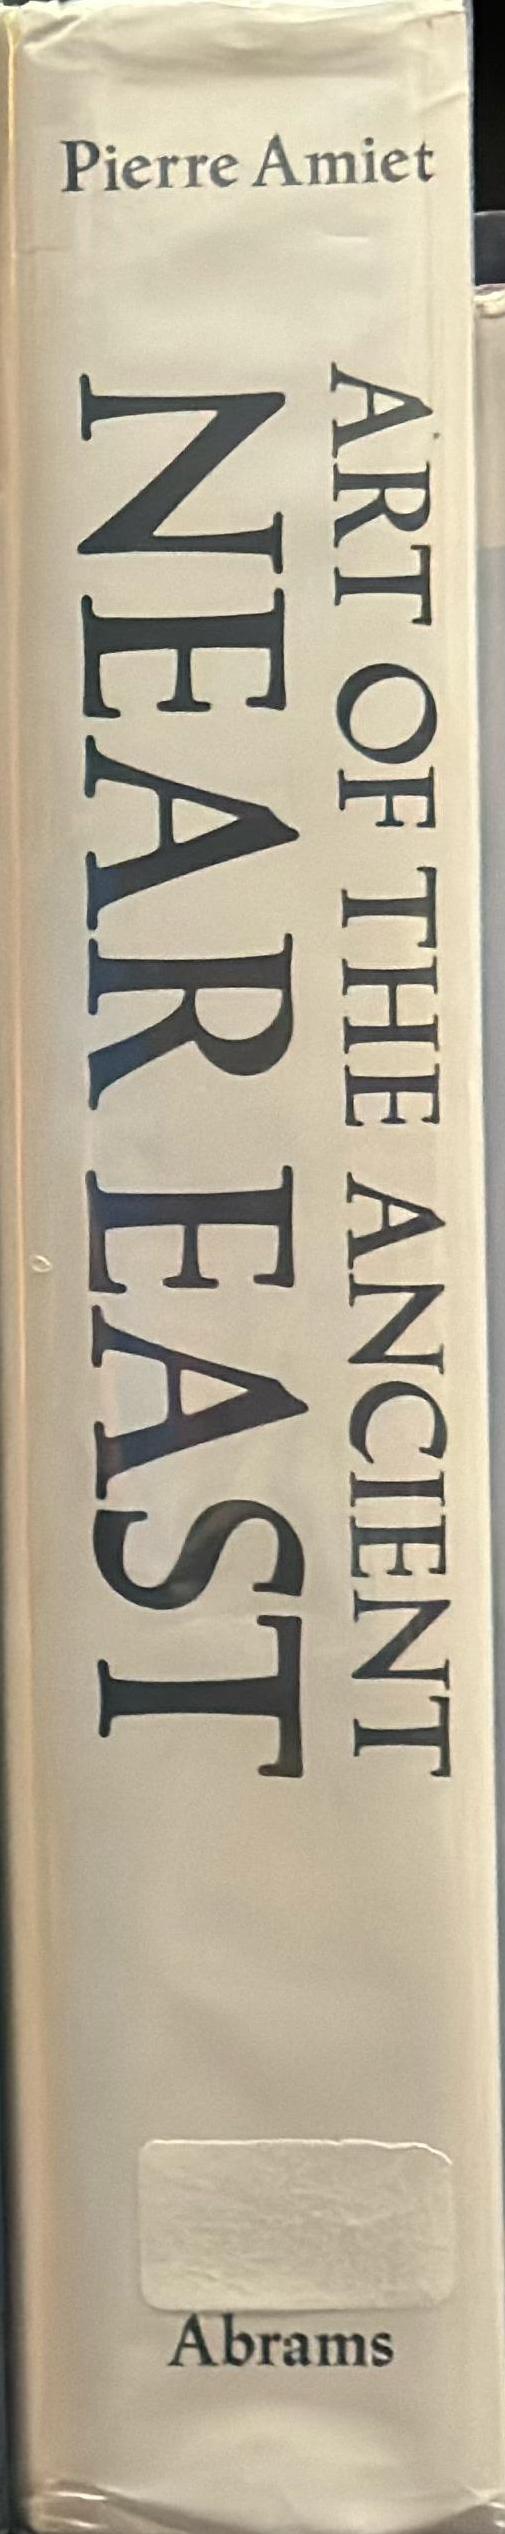 Pierre Amiet
ART OF THE ANCIENT
NEAR EAST
Abrams